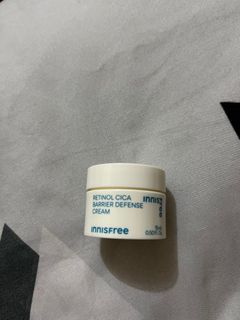 RETINOL CICA
BARRIER DEFENSE
CREAM
innisfree
innisfree